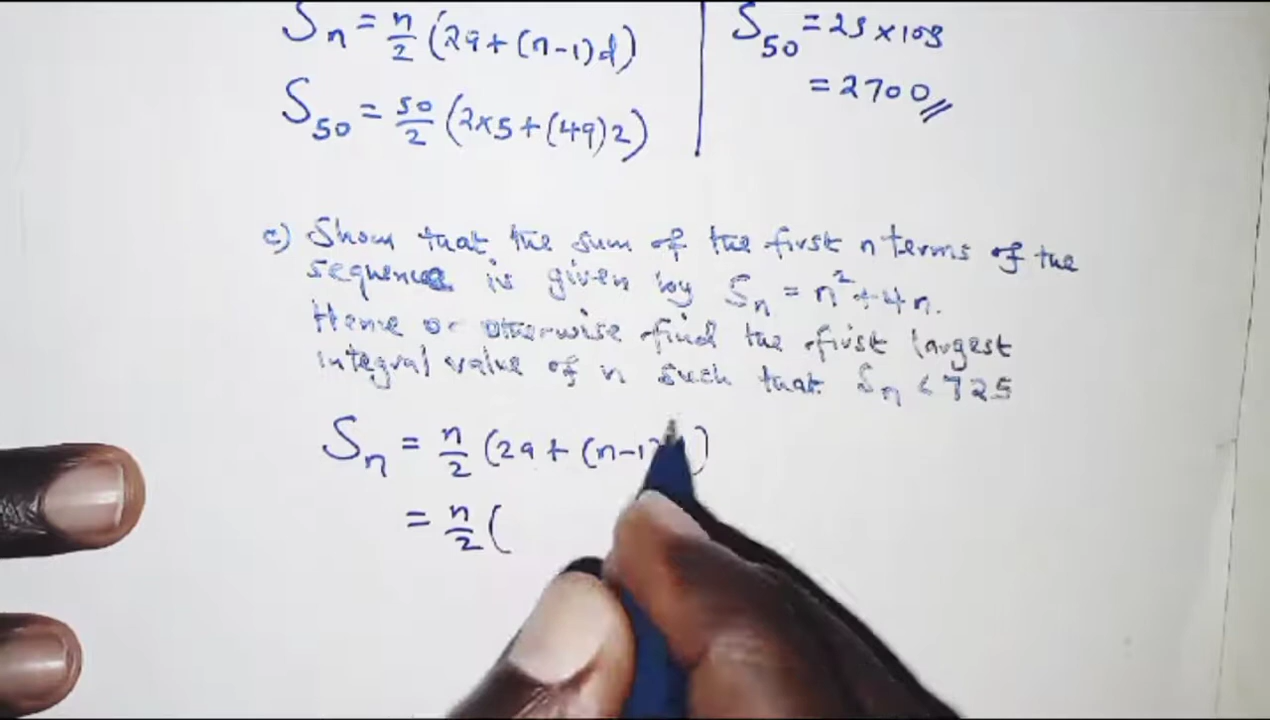 Sn = n/2 (2a + (n-1)d)
S50 = 50/2 (2x5 + (49)2)
S50 = 25 x 108
= 2700//
c) Show that the sum of the first n terms of the
sequence is given by Sn = n² + 4n.
Hence or otherwise find the first largest
integral value of n such that Sn < 725
Sn = n/2 (2a + (n-1) )
= n/2 (